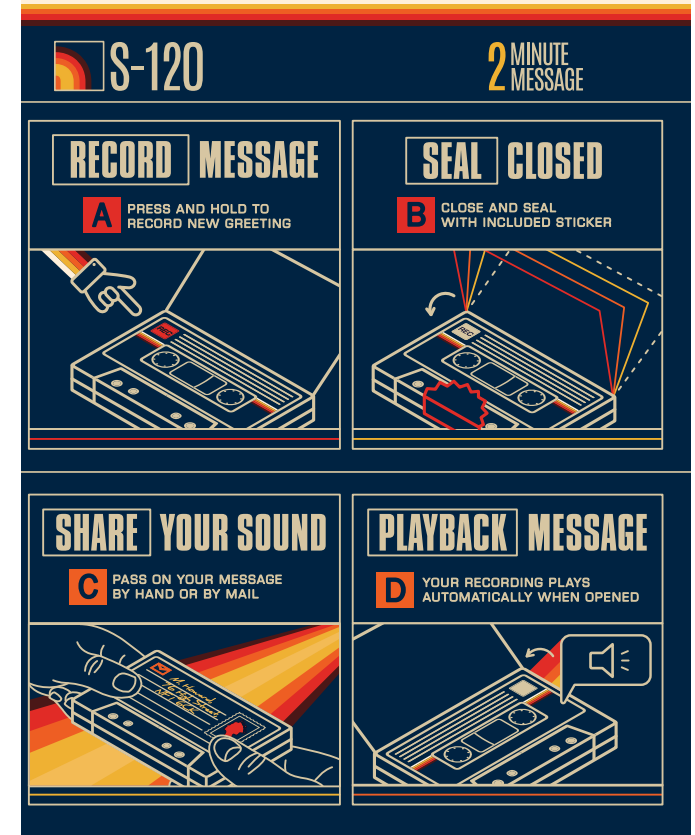 S-120
2 MINUTE
MESSAGE
RECORD MESSAGE
A PRESS AND HOLD TO
RECORD NEW GREETING
REC
SEAL CLOSED
B CLOSE AND SEAL
WITH INCLUDED STICKER
REC
SHARE YOUR SOUND
C PASS ON YOUR MESSAGE
BY HAND OR BY MAIL
M. Howard
PLAYBACK MESSAGE
D YOUR RECORDING PLAYS
AUTOMATICALLY WHEN OPENED